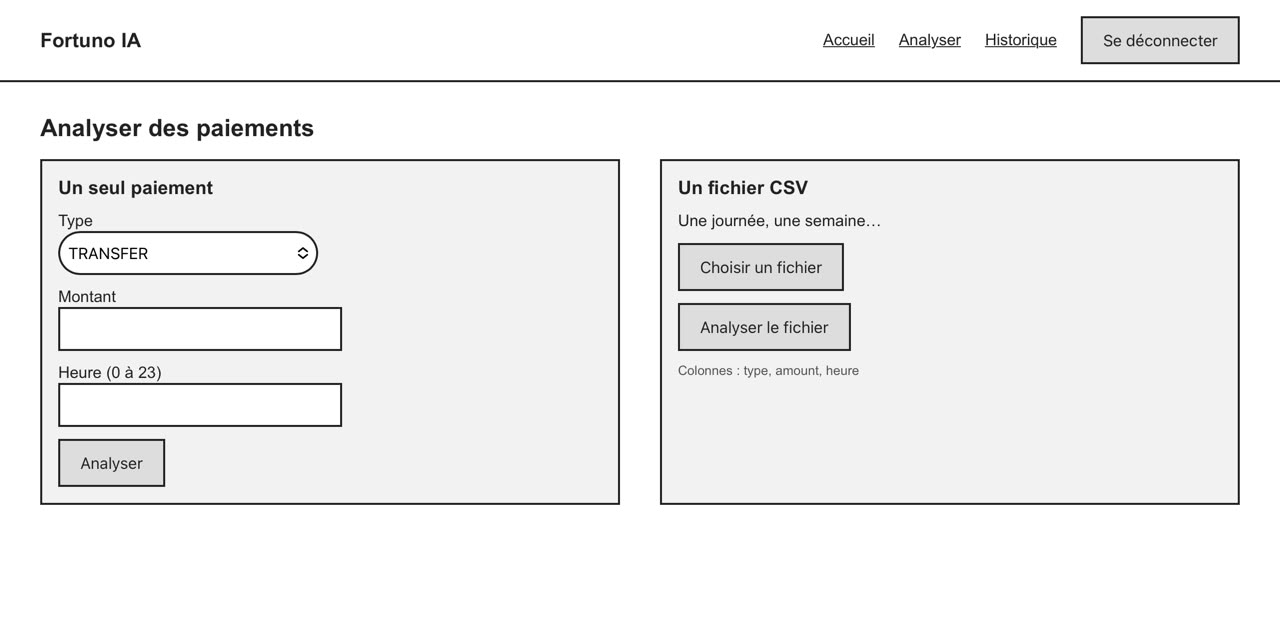 Fortuno IA
Accueil Analyser Historique Se déconnecter
Analyser des paiements
Un seul paiement
Type
TRANSFER
Montant
Heure (0 à 23)
Analyser
Un fichier CSV
Une journée, une semaine…
Choisir un fichier
Analyser le fichier
Colonnes : type, amount, heure